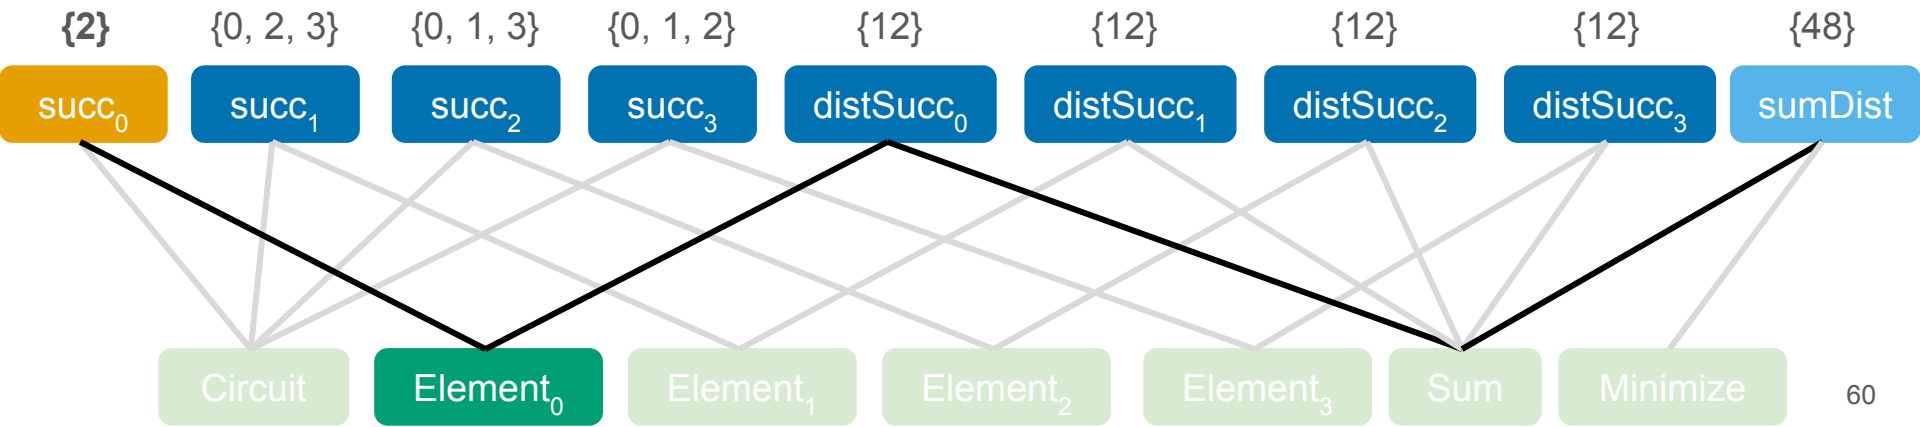 {2} {0, 2, 3} {0, 1, 3} {0, 1, 2} {12} {12} {12} {12} {48}
succ0 succ1 succ2 succ3 distSucc0 distSucc1 distSucc2 distSucc3 sumDist
Circuit Element0 Element1 Element2 Element3 Sum Minimize 60